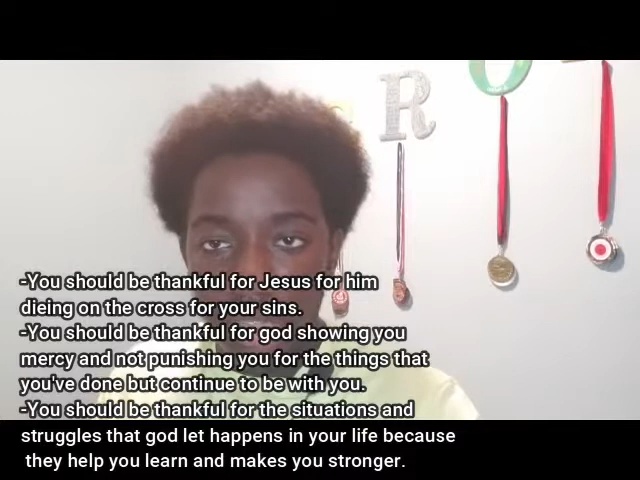 R
-You should be thankful for Jesus for him
dieing on the cross for your sins.
-You should be thankful for god showing you
mercy and not punishing you for the things that
you've done but continue to be with you.
-You should be thankful for the situations and
struggles that god let happens in your life because
they help you learn and makes you stronger.